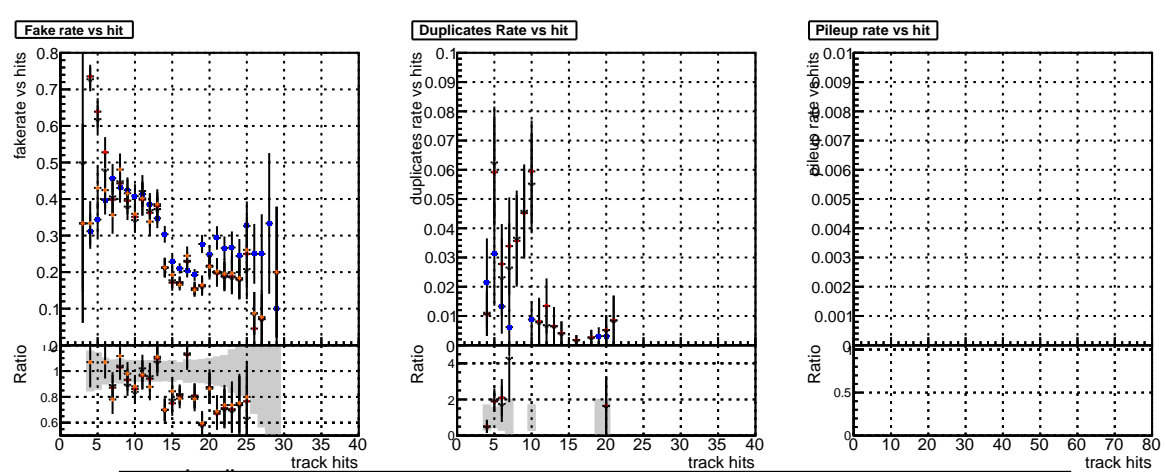 Fake rate vs hit
fakerate vs hits
0.8
0.7
0.6
0.5
0.4
0.3
0.2
0.1
0
Ratio
1
0.8
0.6
0 5 10 15 20 25 30 35 40
track hits
Duplicates Rate vs hit
duplicates rate vs hits
0.1
0.09
0.08
0.07
0.06
0.05
0.04
0.03
0.02
0.01
0
Ratio
4
2
0
0 5 10 15 20 25 30 35 40
track hits
Pileup rate vs hit
pileup rate vs hits
0.01
0.009
0.008
0.007
0.006
0.005
0.004
0.003
0.002
0.001
0
Ratio
1
0.5
0
10 20 30 40 50 60 70 80
track hits